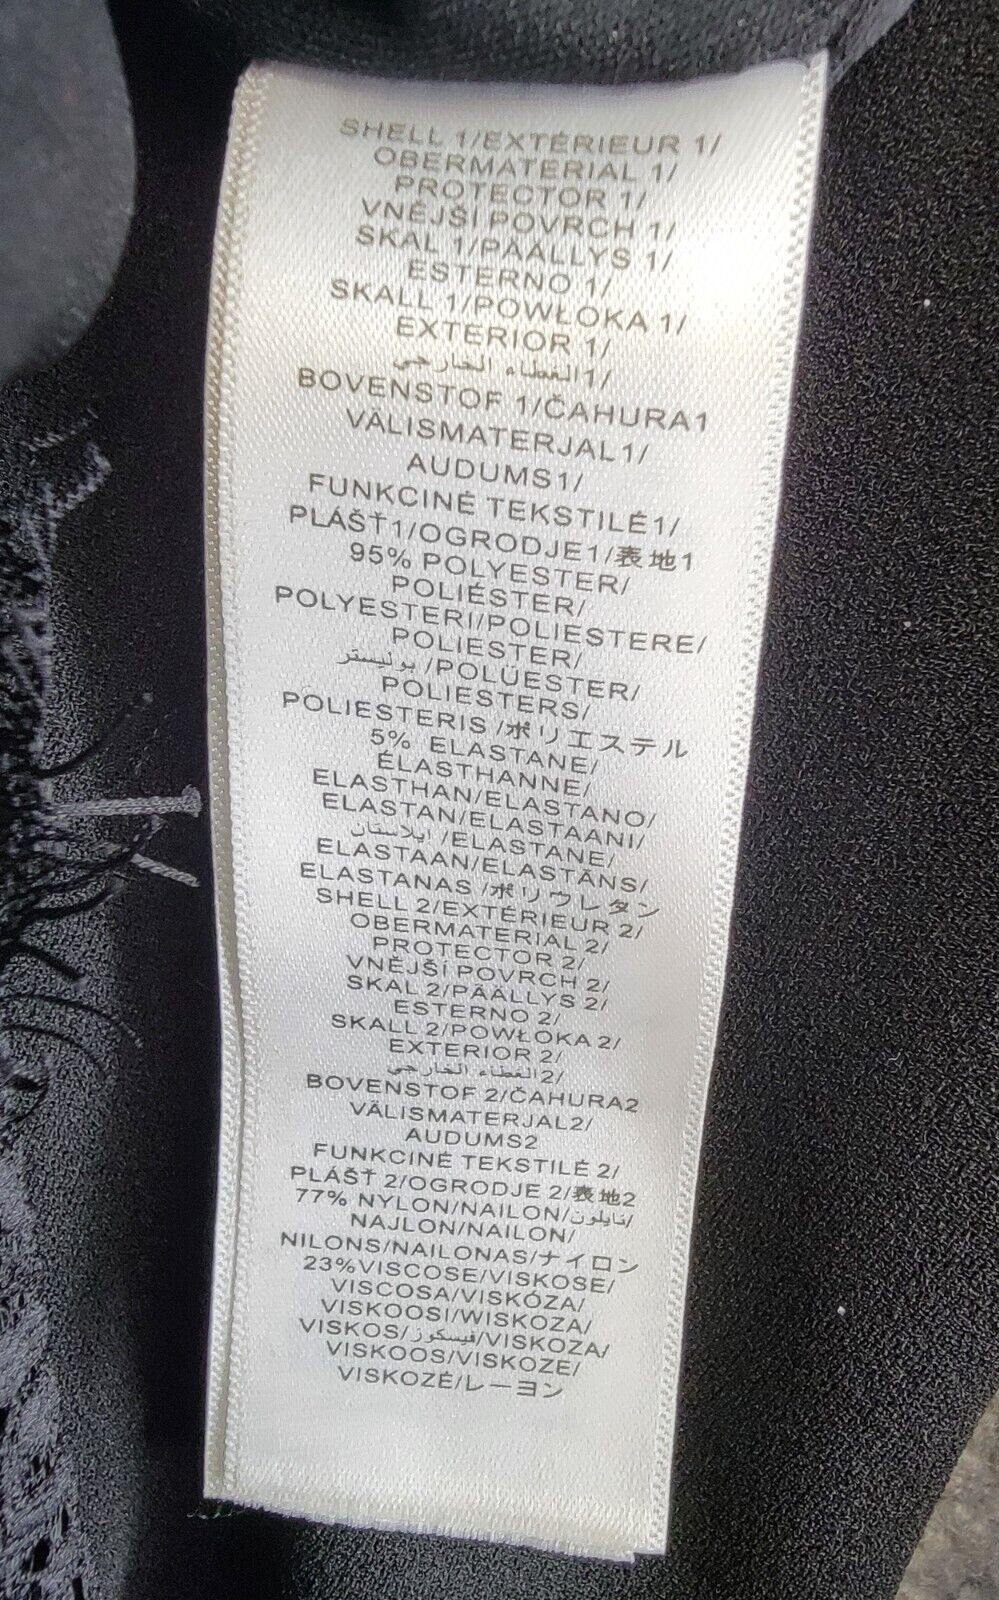 SHELL 1/EXTÉRIEUR 1/
OBERMATERIAL 1/
PROTECTOR 1/
VNĚJŠÍ POVRCH 1/
SKAL 1/PÄÄLLYS 1/
ESTERNO 1/
SKALL 1/POWŁOKA 1/
EXTERIOR 1/
الغطاء الخارجي1/
BOVENSTOF 1/ČAHURA1
VÄLISMATERJAL1/
AUDUMS1/
FUNKCINĖ TEKSTILĖ1/
PLÁŠŤ1/OGRODJE1/表地1
95% POLYESTER/
POLIÉSTER/
POLYESTERI/POLIESTERE/
POLIESTER/
بوليستر /POLÜESTER/
POLIESTERS/
POLIESTERIS /ポリエステル
5% ELASTANE/
ÉLASTHANNE/
ELASTHAN/ELASTANO/
ELASTAN/ELASTAANI/
ايلاستان /ELASTANE/
ELASTAAN/ELASTĀNS/
ELASTANAS /ポリウレタン
SHELL 2/EXTÉRIEUR 2/
OBERMATERIAL 2/
PROTECTOR 2/
VNĚJŠÍ POVRCH 2/
SKAL 2/PÄÄLLYS 2/
ESTERNO 2/
SKALL 2/POWŁOKA 2/
EXTERIOR 2/
الغطاء الخارجي2/
BOVENSTOF 2/ČAHURA2
VÄLISMATERJAL2/
AUDUMS2
FUNKCINĖ TEKSTILĖ 2/
PLÁŠŤ 2/OGRODJE 2/表地2
77% NYLON/NAILON/نايلون/
NAJLON/NAILON/
NILONS/NAILONAS/ナイロン
23%VISCOSE/VISKOSE/
VISCOSA/VISKÓZA/
VISKOOSI/WISKOZA/
VISKOS/فيسكوز/VISKOZA/
VISKOOS/VISKOZE/
VISKOZĖ/レーヨン